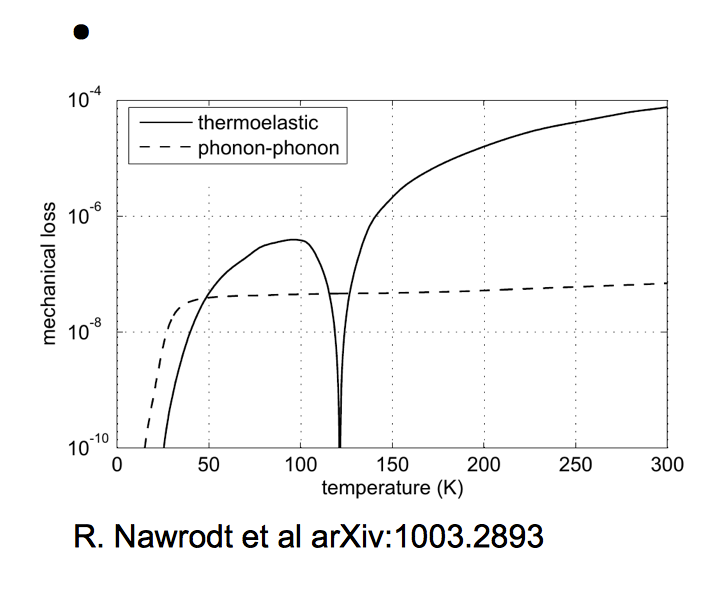 •
10^-4
thermoelastic
phonon-phonon
10^-6
mechanical loss
10^-8
10^-10
0 50 100 150 200 250 300
temperature (K)
R. Nawrodt et al arXiv:1003.2893